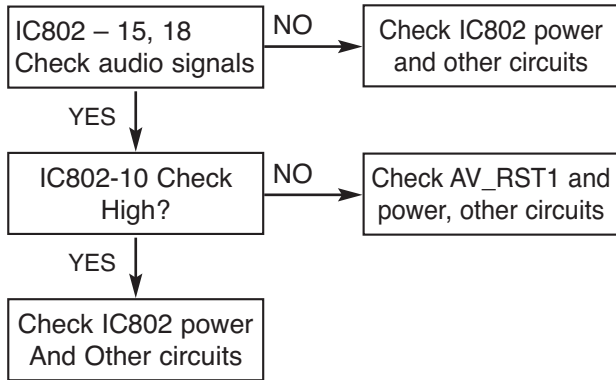 IC802 – 15, 18
Check audio signals
NO
Check IC802 power
and other circuits
YES
IC802-10 Check
High?
NO
Check AV_RST1 and
power, other circuits
YES
Check IC802 power
And Other circuits